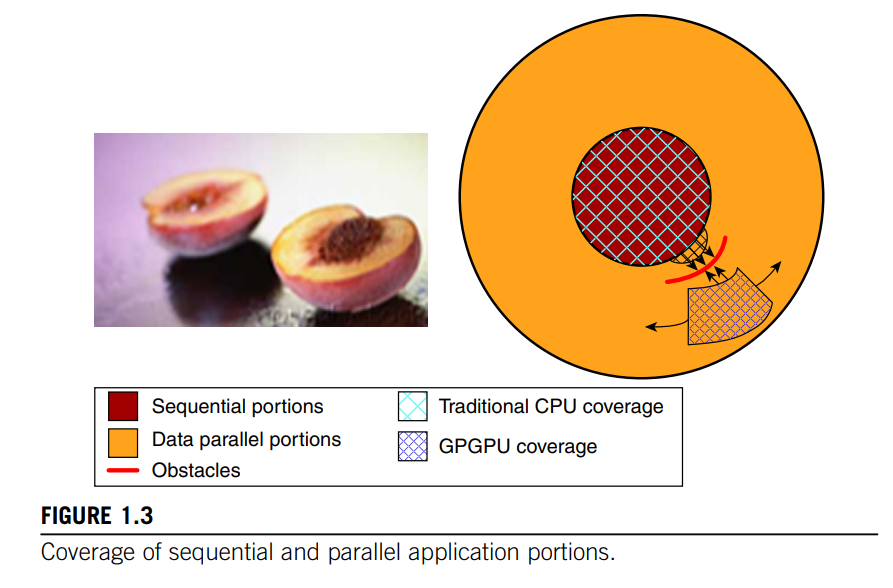 Sequential portions
Traditional CPU coverage
Data parallel portions
GPGPU coverage
Obstacles
FIGURE 1.3
Coverage of sequential and parallel application portions.